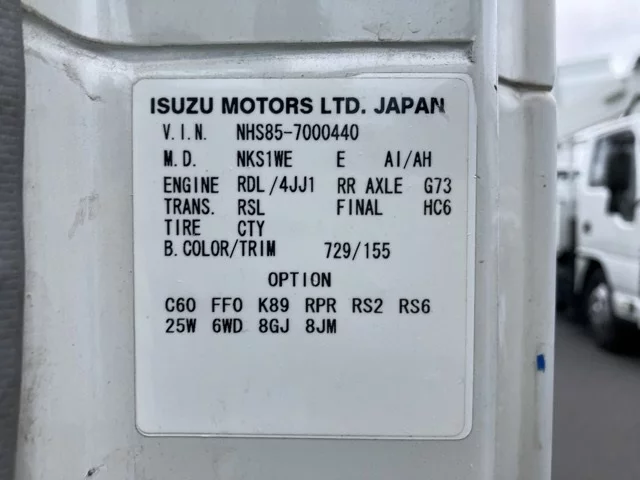 ISUZU MOTORS LTD. JAPAN
V.I.N. NHS85-7000440
M.D. NKS1WE E AI/AH
ENGINE RDL/4JJ1 RR AXLE G73
TRANS. RSL FINAL HC6
TIRE CTY
B.COLOR/TRIM 729/155
OPTION
C60 FF0 K89 RPR RS2 RS6
25W 6WD 8GJ 8JM